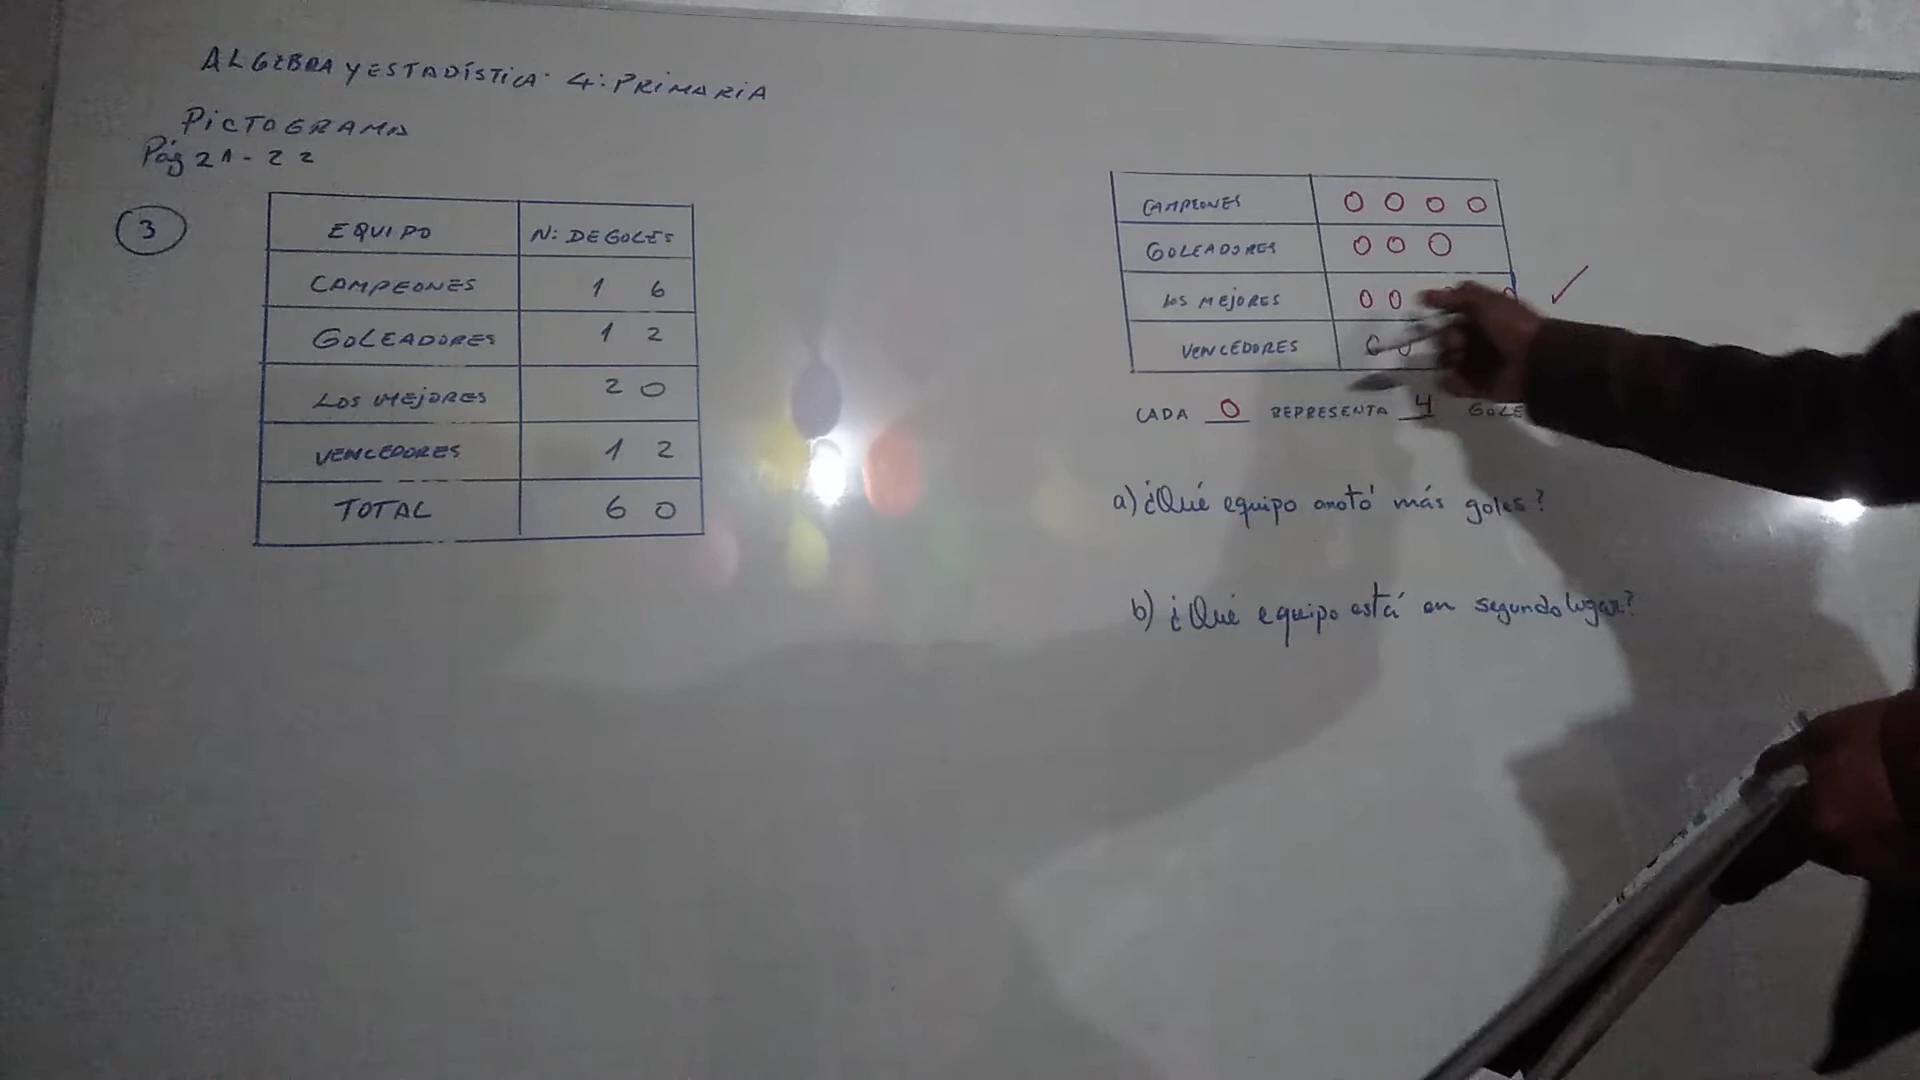 ALGEBRA Y ESTADÍSTICA. 4: PRIMARIA
PICTOGRAMA
Pág 21 - 22
3
EQUIPO N: DE GOLES
CAMPEONES 16
GOLEADORES 12
LOS MEJORES 20
VENCEDORES 12
TOTAL 60
CAMPEONES O O O O
GOLEADORES O O O
LOS MEJORES O O
VENCEDORES
CADA O REPRESENTA 4
a) ¿Qué equipo anotó más goles?
b) ¿Qué equipo está en segundo lugar?